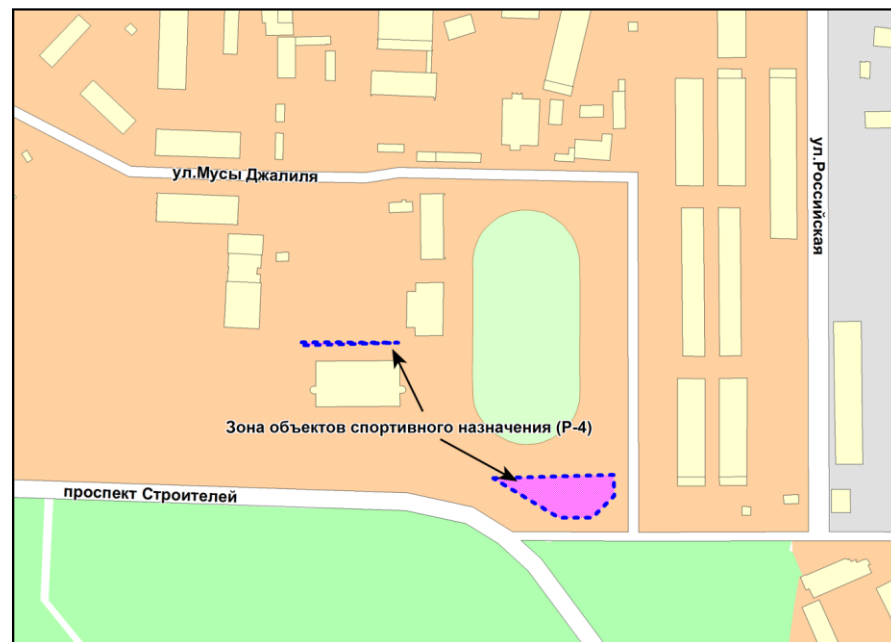 ул.Мусы Джалиля
ул.Российская
Зона объектов спортивного назначения (Р-4)
проспект Строителей